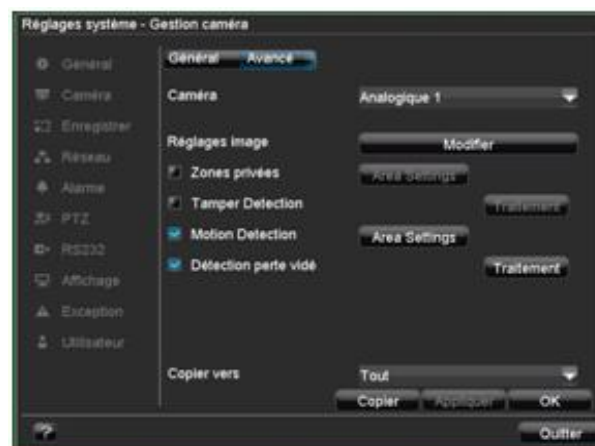 Réglages système - Gestion caméra
Général
Caméra
Enregistrer
Réseau
Alarme
PTZ
RS232
Affichage
Exception
Utilisateur
Général Avancé
Caméra Analogique 1
Réglages image Modifier
Zones privées Area Settings
Tamper Detection Traitement
Motion Detection Area Settings
Détection perte vidé Traitement
Copier vers Tout
Copier Appliquer OK
? Quitter